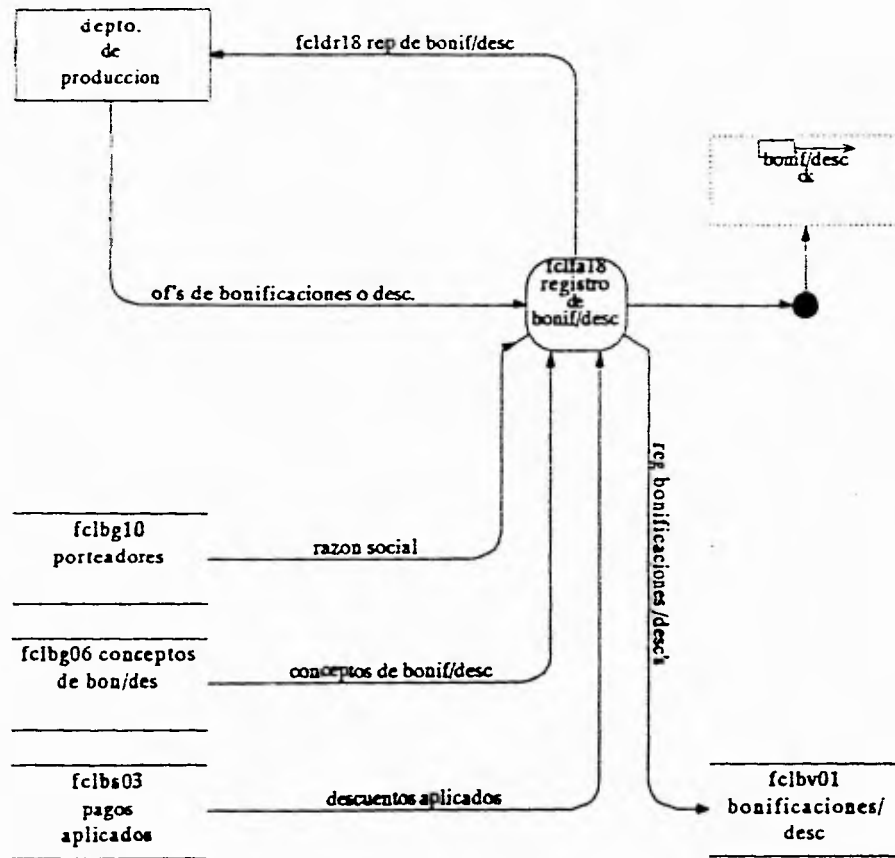 depto.
de
produccion
fcldr18 rep de bonif/desc
bonif/desc
ok
of's de bonificaciones o desc.
fclfa18
registro
de
bonif/desc
reg bonificaciones/desc's
fclbg10
porteadores
razon social
fclbg06 conceptos
de bon/des
conceptos de bonif/desc
fclbs03
pagos
aplicados
descuentos aplicados
fclbv01
bonificaciones/
desc